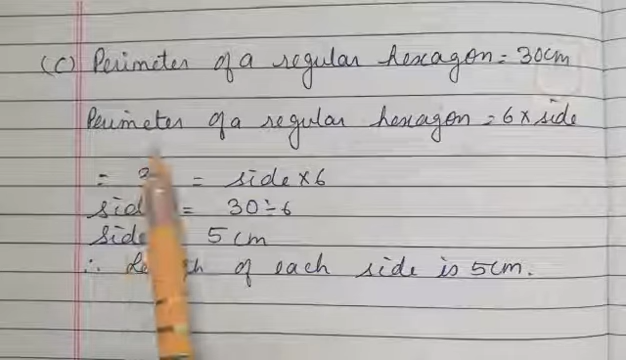 (c) Perimeter of a regular hexagon = 30cm
Perimeter of a regular hexagon = 6 x side
= = side x 6
= 30 ÷ 6
side 5 cm
∴ of each side is 5cm.